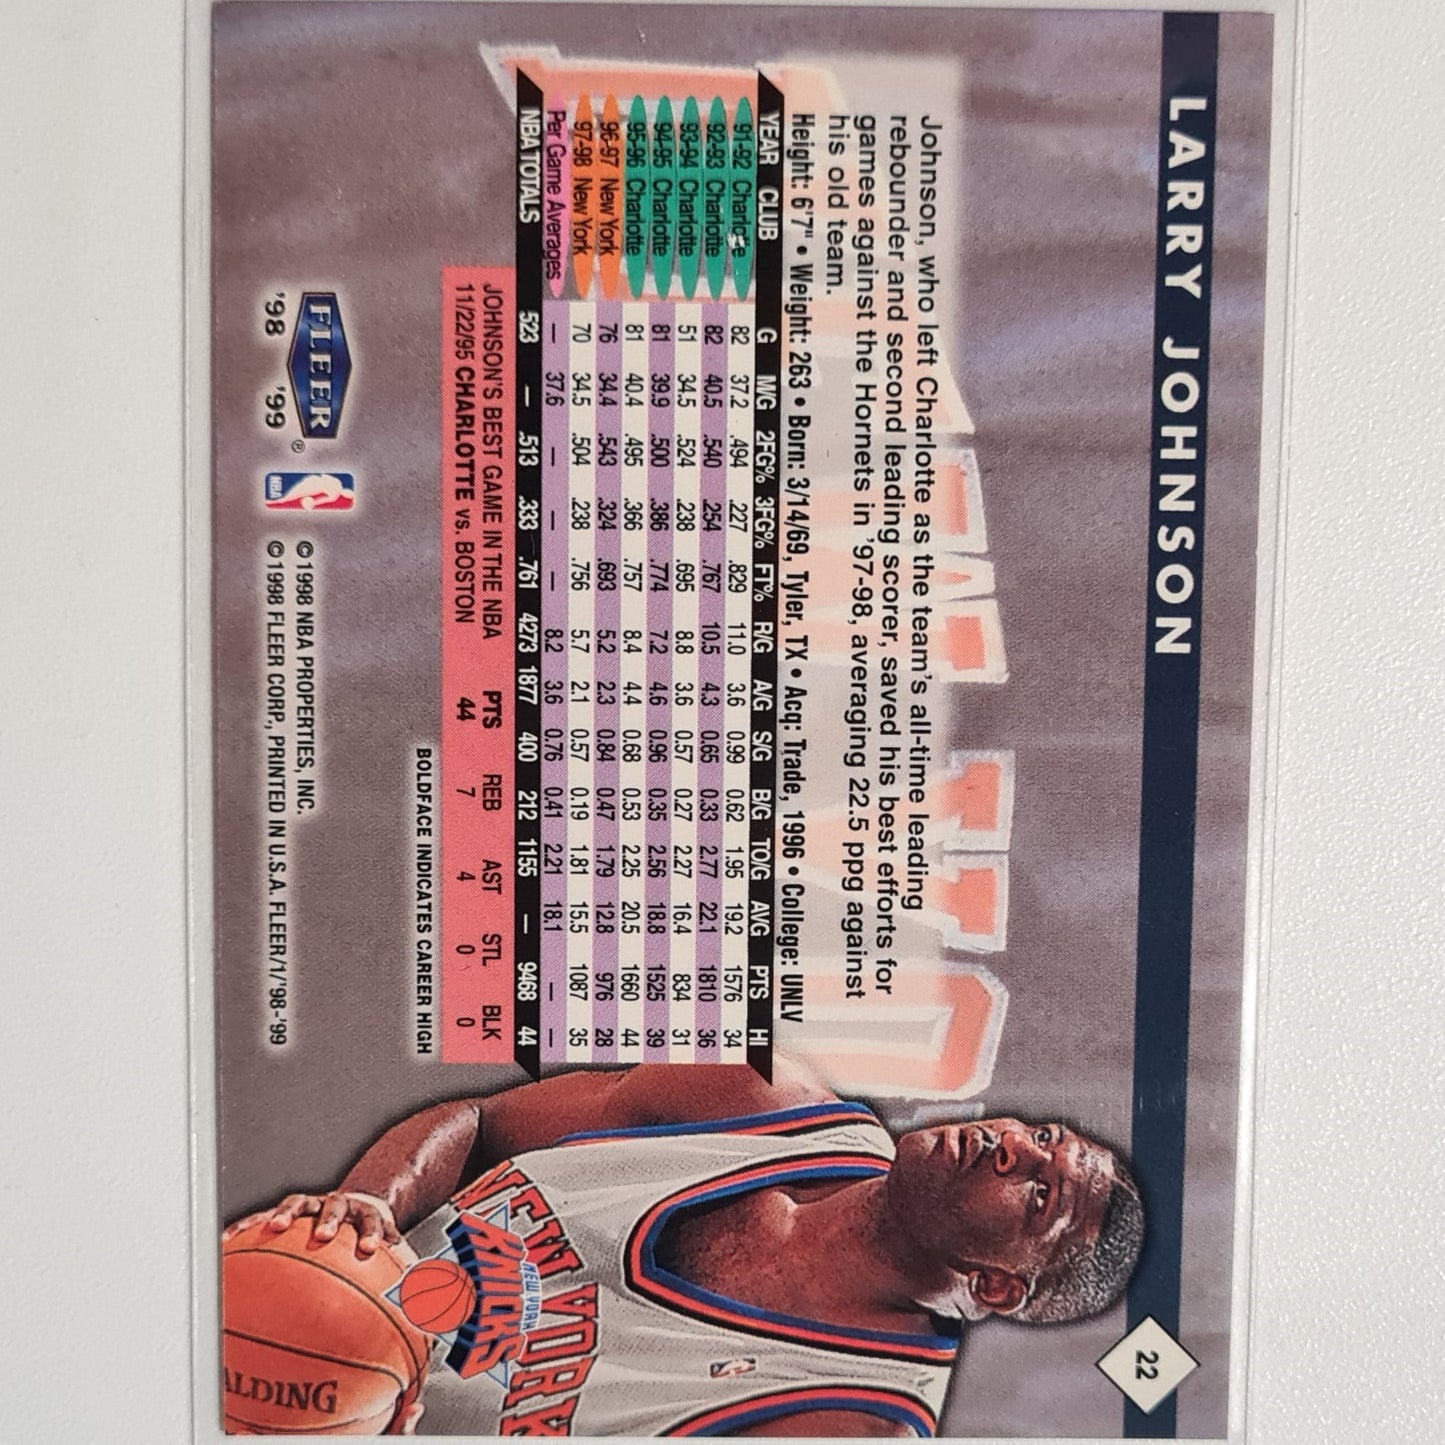 LARRY JOHNSON
22
Johnson, who left Charlotte as the team's all-time leading
rebounder and second leading scorer, saved his best efforts for
games against the Hornets in '97-98, averaging 22.5 ppg against
his old team.
Height: 6'7" • Weight: 263 • Born: 3/14/69, Tyler, TX • Acq: Trade, 1996 • College: UNLV
YEAR CLUB G M/G 2FG% 3FG% FT% R/G A/G S/G B/G TO/G AVG PTS HI
91-92 Charlotte 82 37.2 .494 .227 .829 11.0 3.6 0.99 0.62 1.95 19.2 1576 34
92-93 Charlotte 82 40.5 .540 .254 .767 10.5 4.3 0.65 0.33 2.77 22.1 1810 36
93-94 Charlotte 51 34.5 .524 .238 .695 8.8 3.6 0.57 0.27 2.27 16.4 834 31
94-95 Charlotte 81 39.9 .500 .386 .774 7.2 4.6 0.96 0.35 2.56 18.8 1525 39
95-96 Charlotte 81 40.4 .495 .366 .757 8.4 4.4 0.68 0.53 2.25 20.5 1660 44
96-97 New York 76 34.4 .543 .324 .693 5.2 2.3 0.84 0.47 1.79 12.8 976 28
97-98 New York 70 34.5 .504 .238 .756 5.7 2.1 0.57 0.19 1.81 15.5 1087 35
Per Game Averages — 37.6 — — — 8.2 3.6 0.76 0.41 2.21 18.1 — —
NBA TOTALS 523 — .513 .333 .761 4273 1877 400 212 1155 — 9468 44
JOHNSON'S BEST GAME IN THE NBA PTS REB AST STL BLK
11/22/95 CHARLOTTE vs. BOSTON 44 7 4 0 0
BOLDFACE INDICATES CAREER HIGH
FLEER ®
'98 '99
NBA
©1998 NBA PROPERTIES, INC.
©1998 FLEER CORP., PRINTED IN U.S.A. FLEER/1/'98-'99
NEW YORK
NEW YORK
KNICKS
ALDING